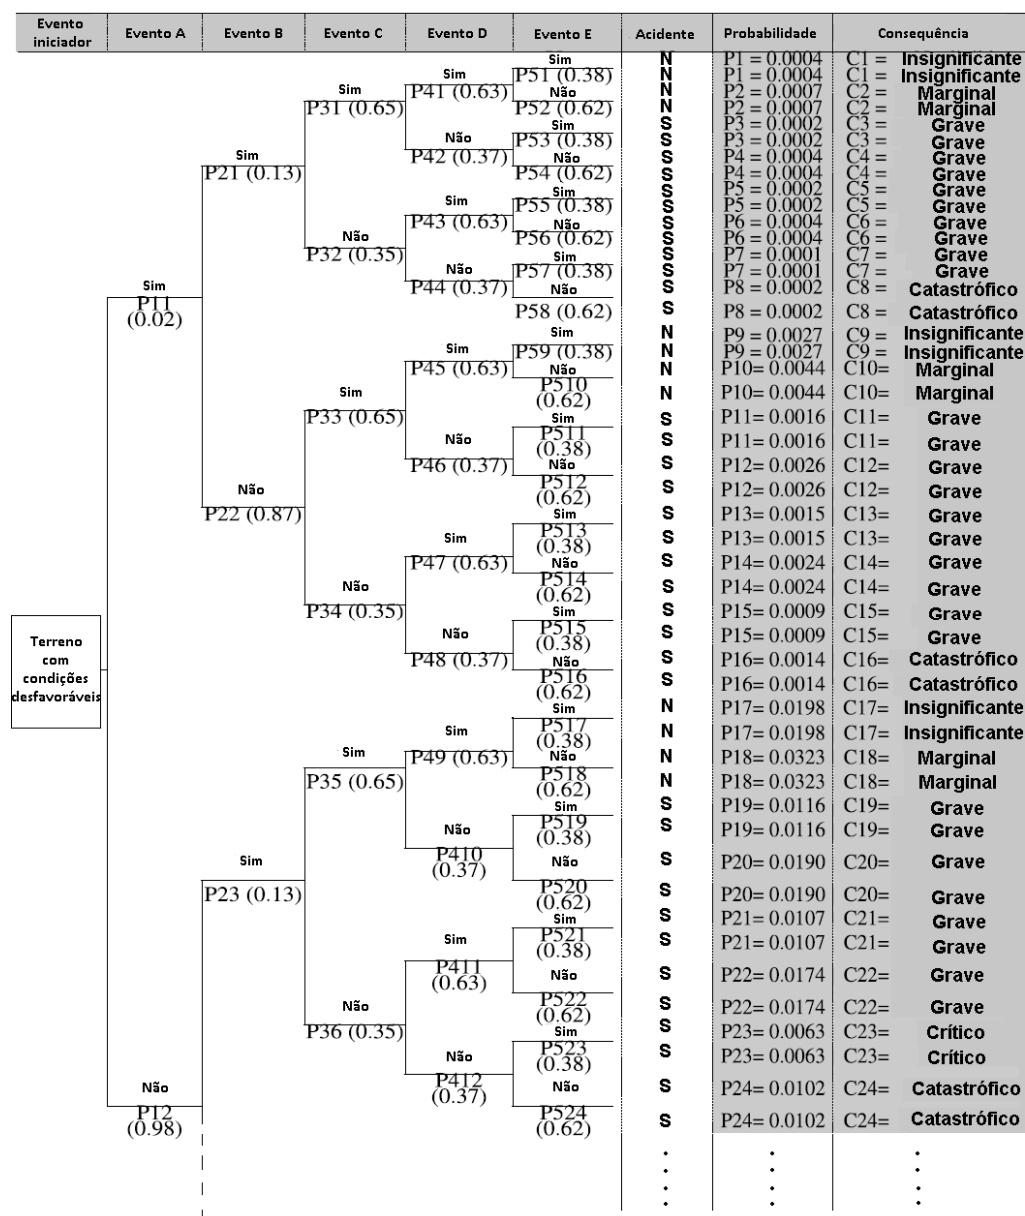 Evento iniciador Evento A Evento B Evento C Evento D Evento E Acidente Probabilidade Consequência
Sim
P51 (0.38) N P1 = 0.0004 C1 = Insignificante
N P1 = 0.0004 C1 = Insignificante
Sim
P41 (0.63)
Não
P52 (0.62) N P2 = 0.0007 C2 = Marginal
N P2 = 0.0007 C2 = Marginal
Sim
P31 (0.65)
Sim
P53 (0.38) S P3 = 0.0002 C3 = Grave
S P3 = 0.0002 C3 = Grave
Não
P42 (0.37)
Não
P54 (0.62) S P4 = 0.0004 C4 = Grave
S P4 = 0.0004 C4 = Grave
Sim
P21 (0.13)
Sim
P55 (0.38) S P5 = 0.0002 C5 = Grave
S P5 = 0.0002 C5 = Grave
Sim
P43 (0.63)
Não
P56 (0.62) S P6 = 0.0004 C6 = Grave
S P6 = 0.0004 C6 = Grave
Não
P32 (0.35)
Sim
P57 (0.38) S P7 = 0.0001 C7 = Grave
S P7 = 0.0001 C7 = Grave
Não
P44 (0.37)
Não
P58 (0.62) S P8 = 0.0002 C8 = Catastrófico
S P8 = 0.0002 C8 = Catastrófico
Sim
P11
(0.02)
Sim
P59 (0.38) N P9 = 0.0027 C9 = Insignificante
N P9 = 0.0027 C9 = Insignificante
Sim
P45 (0.63)
Não
P510
(0.62) N P10= 0.0044 C10= Marginal
N P10= 0.0044 C10= Marginal
Sim
P33 (0.65)
Sim
P511
(0.38) S P11= 0.0016 C11= Grave
S P11= 0.0016 C11= Grave
Não
P46 (0.37)
Não
P512
(0.62) S P12= 0.0026 C12= Grave
S P12= 0.0026 C12= Grave
Não
P22 (0.87)
Sim
P513
(0.38) S P13= 0.0015 C13= Grave
S P13= 0.0015 C13= Grave
Sim
P47 (0.63)
Não
P514
(0.62) S P14= 0.0024 C14= Grave
S P14= 0.0024 C14= Grave
Não
P34 (0.35)
Sim
P515
(0.38) S P15= 0.0009 C15= Grave
S P15= 0.0009 C15= Grave
Não
P48 (0.37)
Não
P516
(0.62) S P16= 0.0014 C16= Catastrófico
S P16= 0.0014 C16= Catastrófico
Terreno
com
condições
desfavoráveis
Sim
P517
(0.38) N P17= 0.0198 C17= Insignificante
N P17= 0.0198 C17= Insignificante
Sim
P49 (0.63)
Não
P518
(0.62) N P18= 0.0323 C18= Marginal
N P18= 0.0323 C18= Marginal
Sim
P35 (0.65)
Sim
P519
(0.38) S P19= 0.0116 C19= Grave
S P19= 0.0116 C19= Grave
Não
P410
(0.37)
Não
P520
(0.62) S P20= 0.0190 C20= Grave
S P20= 0.0190 C20= Grave
Sim
P23 (0.13)
Sim
P521
(0.38) S P21= 0.0107 C21= Grave
S P21= 0.0107 C21= Grave
Sim
P411
(0.63)
Não
P522
(0.62) S P22= 0.0174 C22= Grave
S P22= 0.0174 C22= Grave
Não
P36 (0.35)
Sim
P523
(0.38) S P23= 0.0063 C23= Crítico
S P23= 0.0063 C23= Crítico
Não
P412
(0.37)
Não
P524
(0.62) S P24= 0.0102 C24= Catastrófico
S P24= 0.0102 C24= Catastrófico
Não
P12
(0.98)